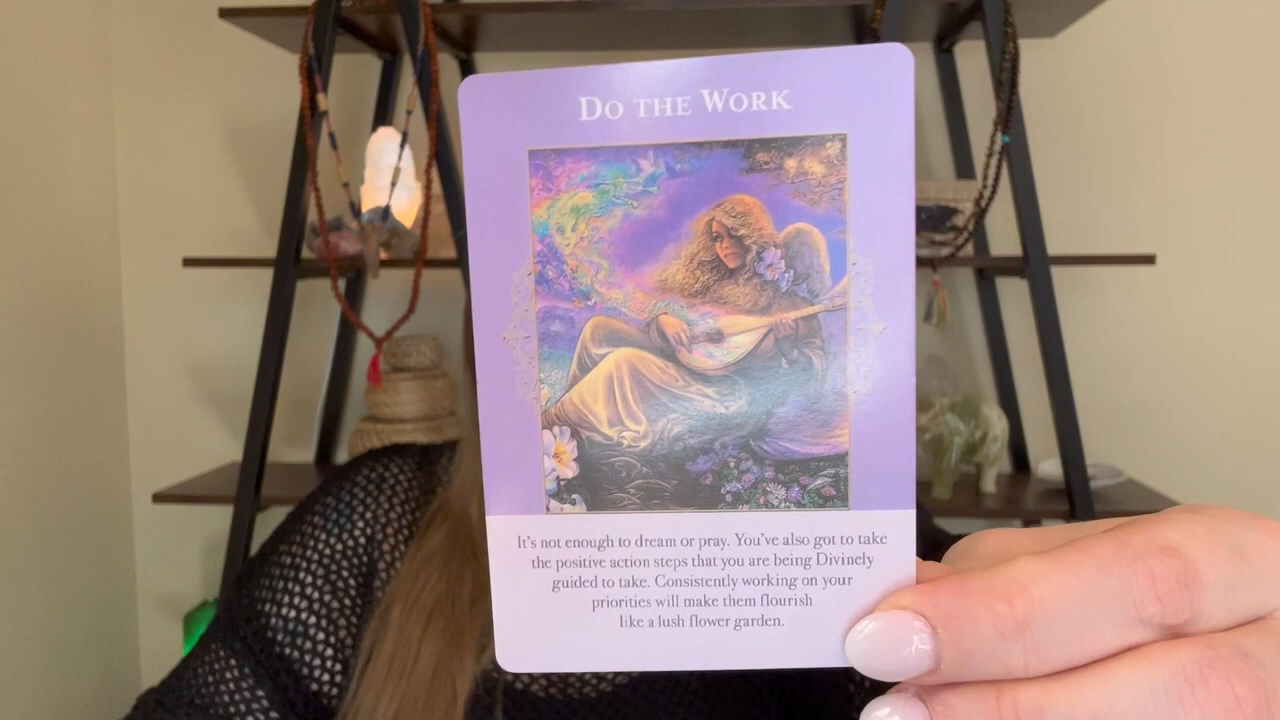 Do the Work
It's not enough to dream or pray. You've also got to take
the positive action steps that you are being Divinely
guided to take. Consistently working on your
priorities will make them flourish
like a lush flower garden.